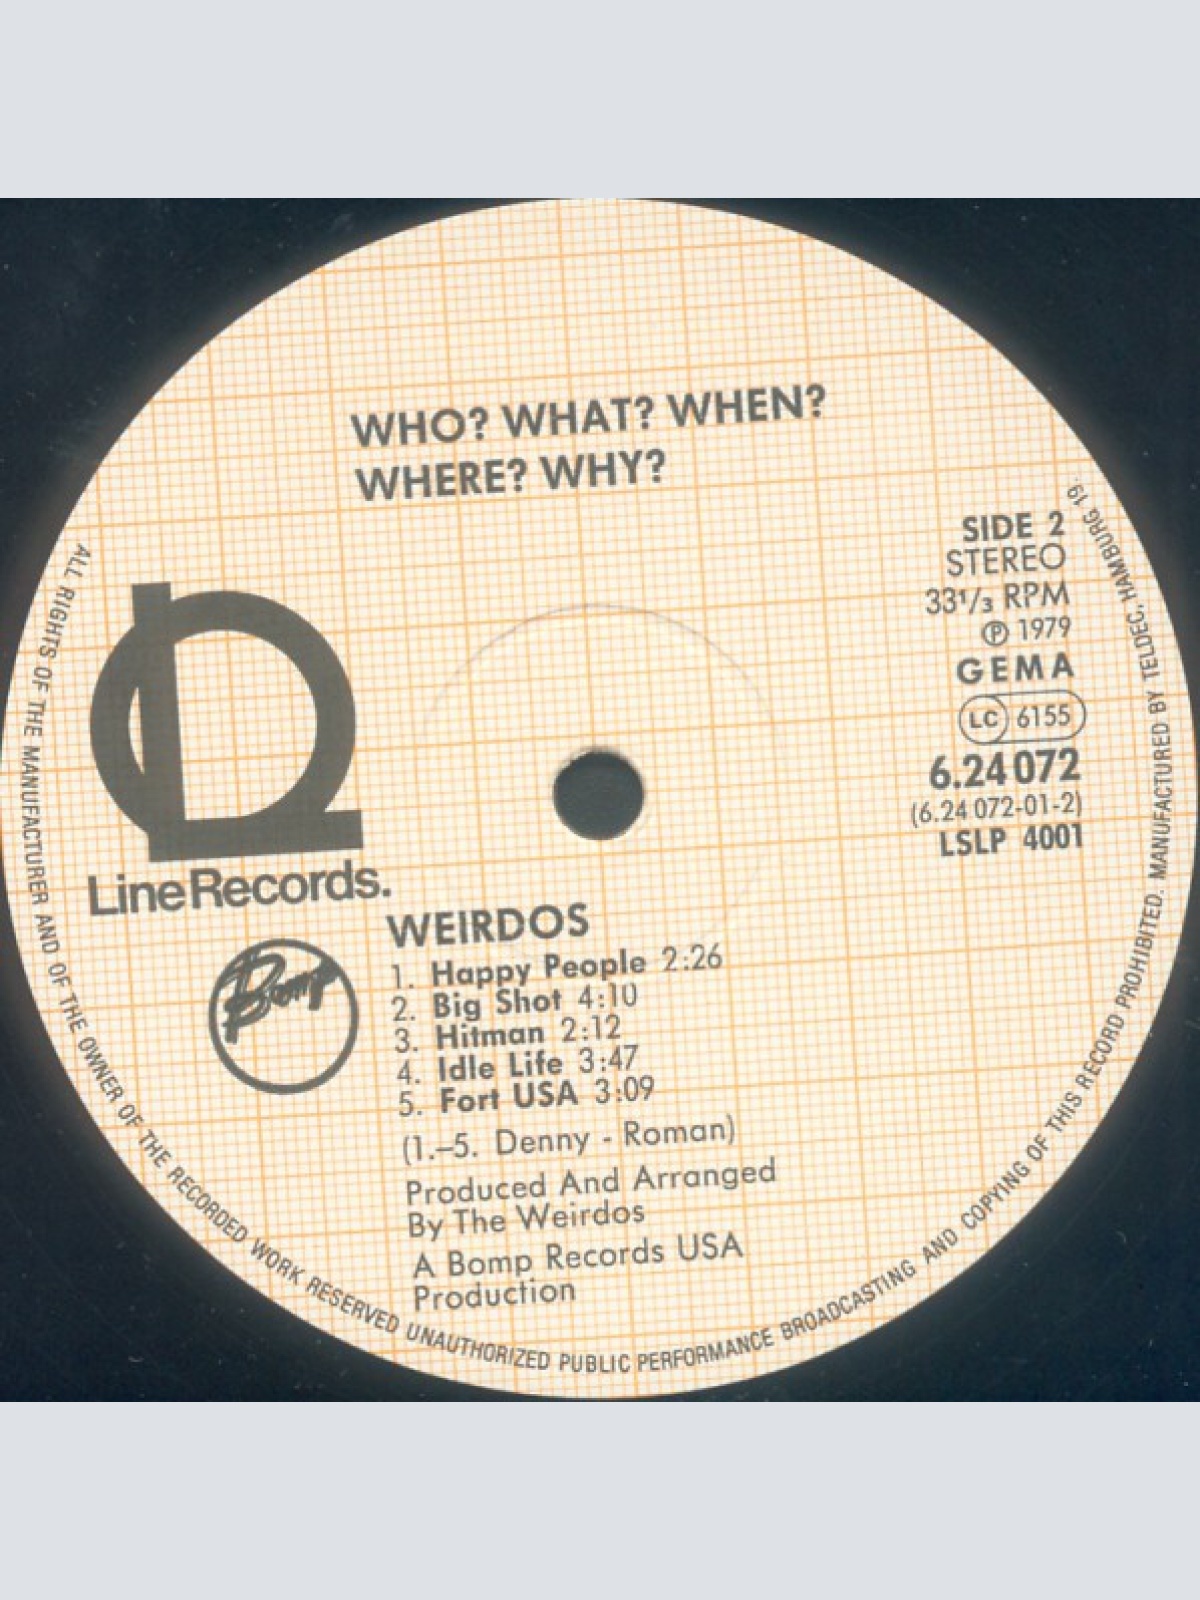 WHO? WHAT? WHEN?
WHERE? WHY?
SIDE 2
STEREO
33¹/₃ RPM
Ⓟ 1979
GEMA
LC 6155
6.24 072
(6.24 072-01-2)
LSLP 4001
Line Records.
Bomp
WEIRDOS
1. Happy People 2:26
2. Big Shot 4:10
3. Hitman 2:12
4. Idle Life 3:47
5. Fort USA 3:09
(1.–5. Denny - Roman)
Produced And Arranged
By The Weirdos
A Bomp Records USA
Production
ALL RIGHTS OF THE MANUFACTURER AND OF THE OWNER OF THE RECORDED WORK RESERVED UNAUTHORIZED PUBLIC PERFORMANCE BROADCASTING AND COPYING OF THIS RECORD PROHIBITED. MANUFACTURED BY TELDEC, HAMBURG 19.